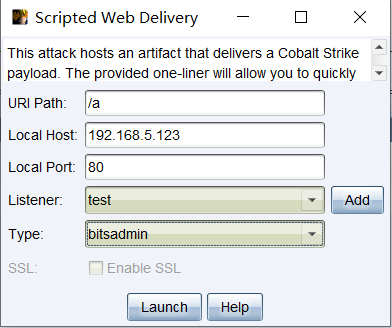 Scripted Web Delivery
This attack hosts an artifact that delivers a Cobalt Strike
payload. The provided one-liner will allow you to quickly
URI Path: /a
Local Host: 192.168.5.123
Local Port: 80
Listener: test Add
Type: bitsadmin
SSL: Enable SSL
Launch Help